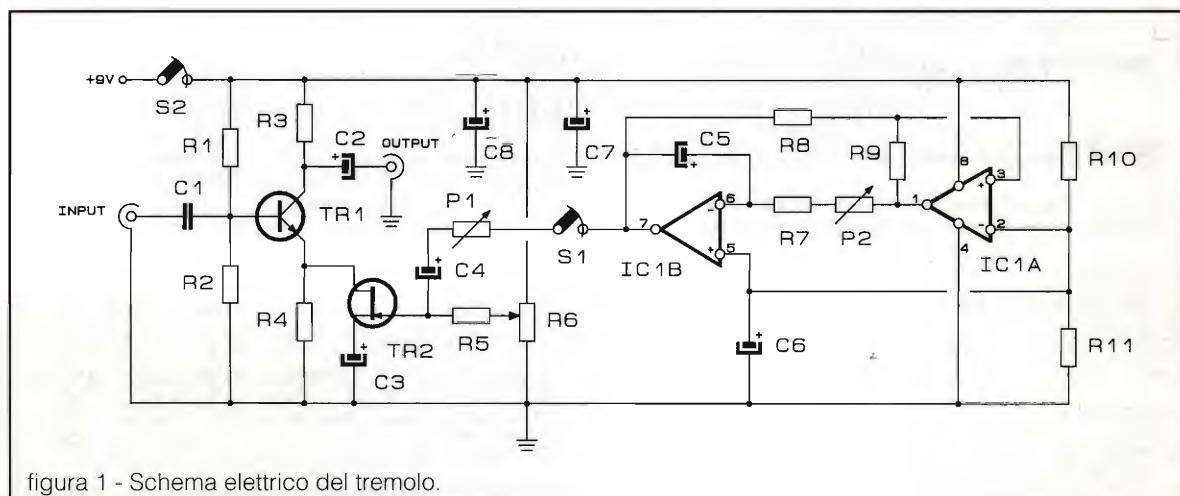 +9V
S2
R1
R3
C2
OUTPUT
C8
C7
R8
C5
R9
8
3
+
R10
C1
INPUT
TR1
P1
S1
7
6
-
R7
P2
1
-
2
5
+
4
IC1B
IC1A
R2
R4
C4
TR2
R5
R6
C3
C6
R11
figura 1 - Schema elettrico del tremolo.